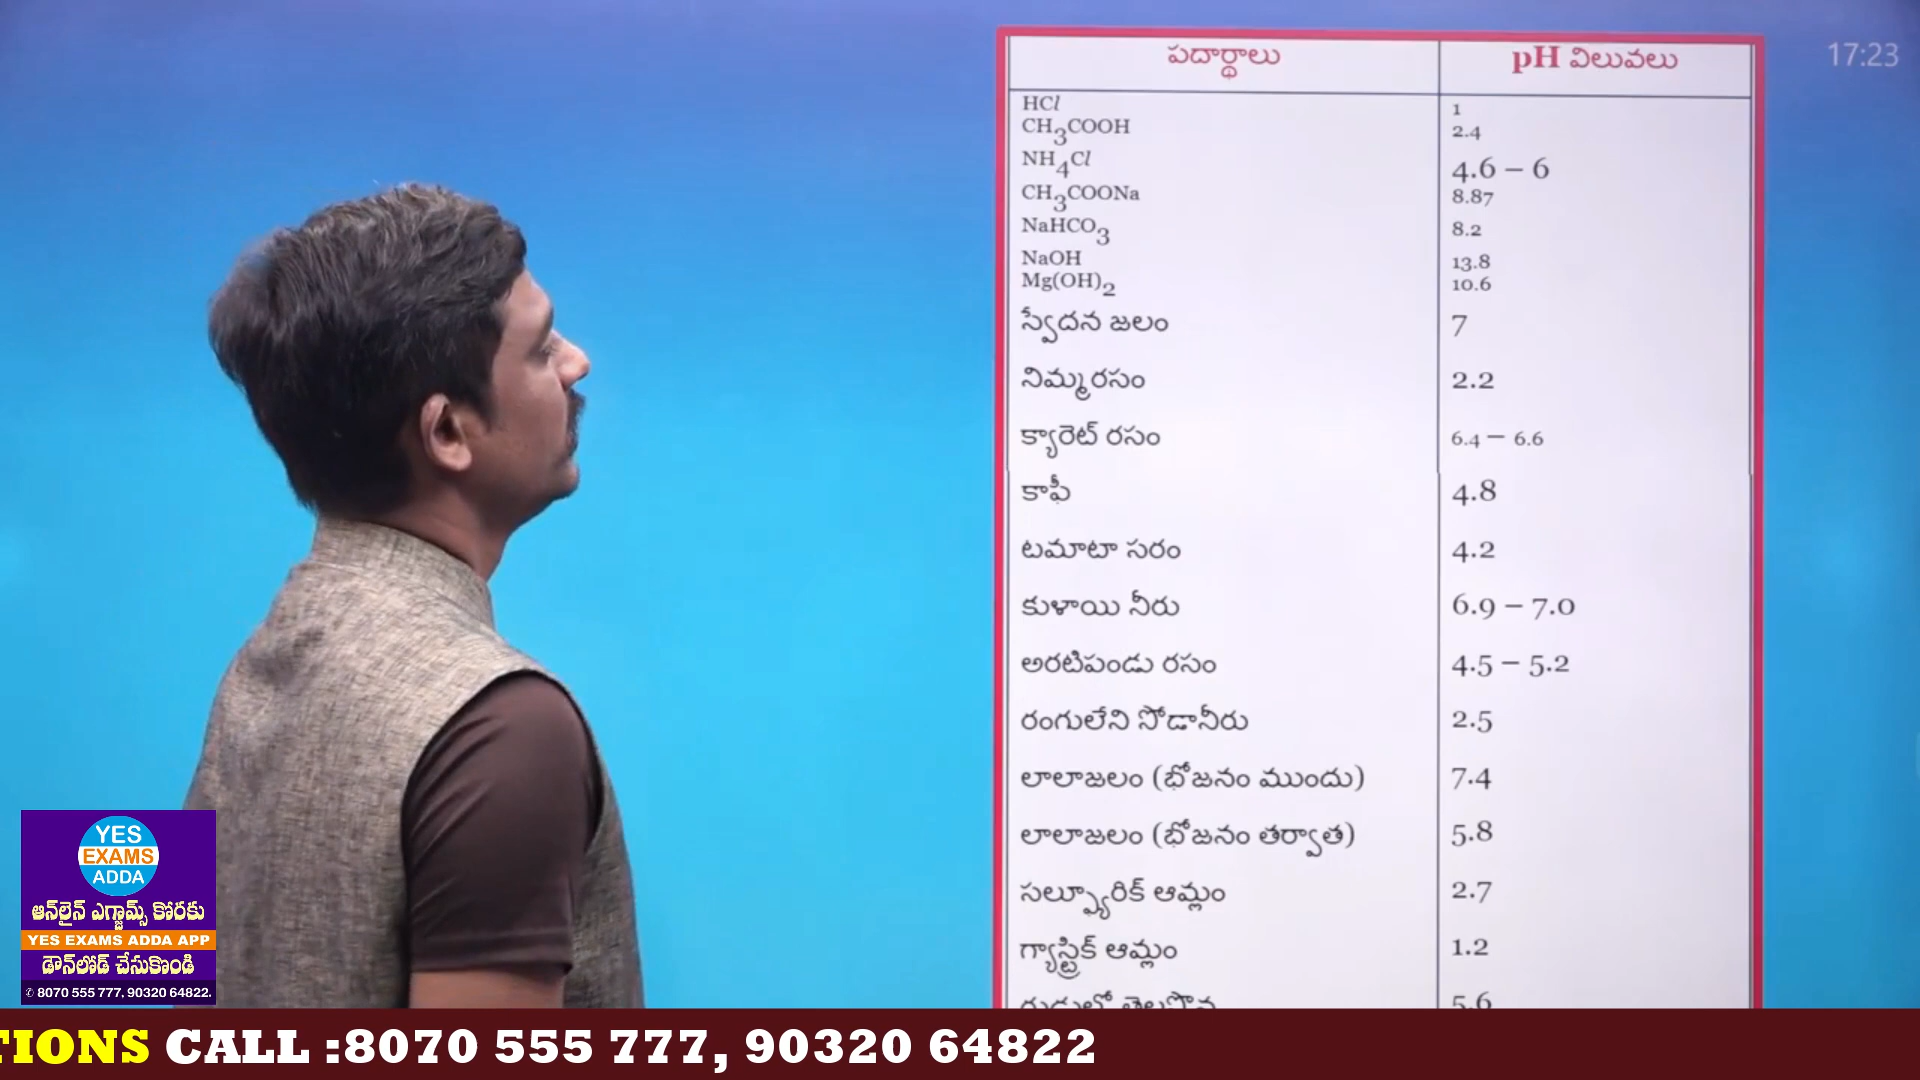 పదార్థాలు pH విలువలు
17:23
HCl 1
CH3COOH 2.4
NH4Cl 4.6 – 6
CH3COONa 8.87
NaHCO3 8.2
NaOH 13.8
Mg(OH)2 10.6
స్వేదన జలం 7
నిమ్మరసం 2.2
క్యారెట్ రసం 6.4 – 6.6
కాఫీ 4.8
టమాటా సరం 4.2
కుళాయి నీరు 6.9 – 7.0
అరటిపండు రసం 4.5 – 5.2
రంగులేని సోడానీరు 2.5
లాలాజలం (భోజనం ముందు) 7.4
లాలాజలం (భోజనం తర్వాత) 5.8
సల్ఫ్యూరిక్ ఆమ్లం 2.7
గ్యాస్ట్రిక్ ఆమ్లం 1.2
5.6
YES
EXAMS
ADDA
ఆన్‌లైన్ ఎగ్జామ్స్ కొరకు
YES EXAMS ADDA APP
డౌన్‌లోడ్ చేసుకొండి
✆ 8070 555 777, 90320 64822.
TIONS CALL :8070 555 777, 90320 64822